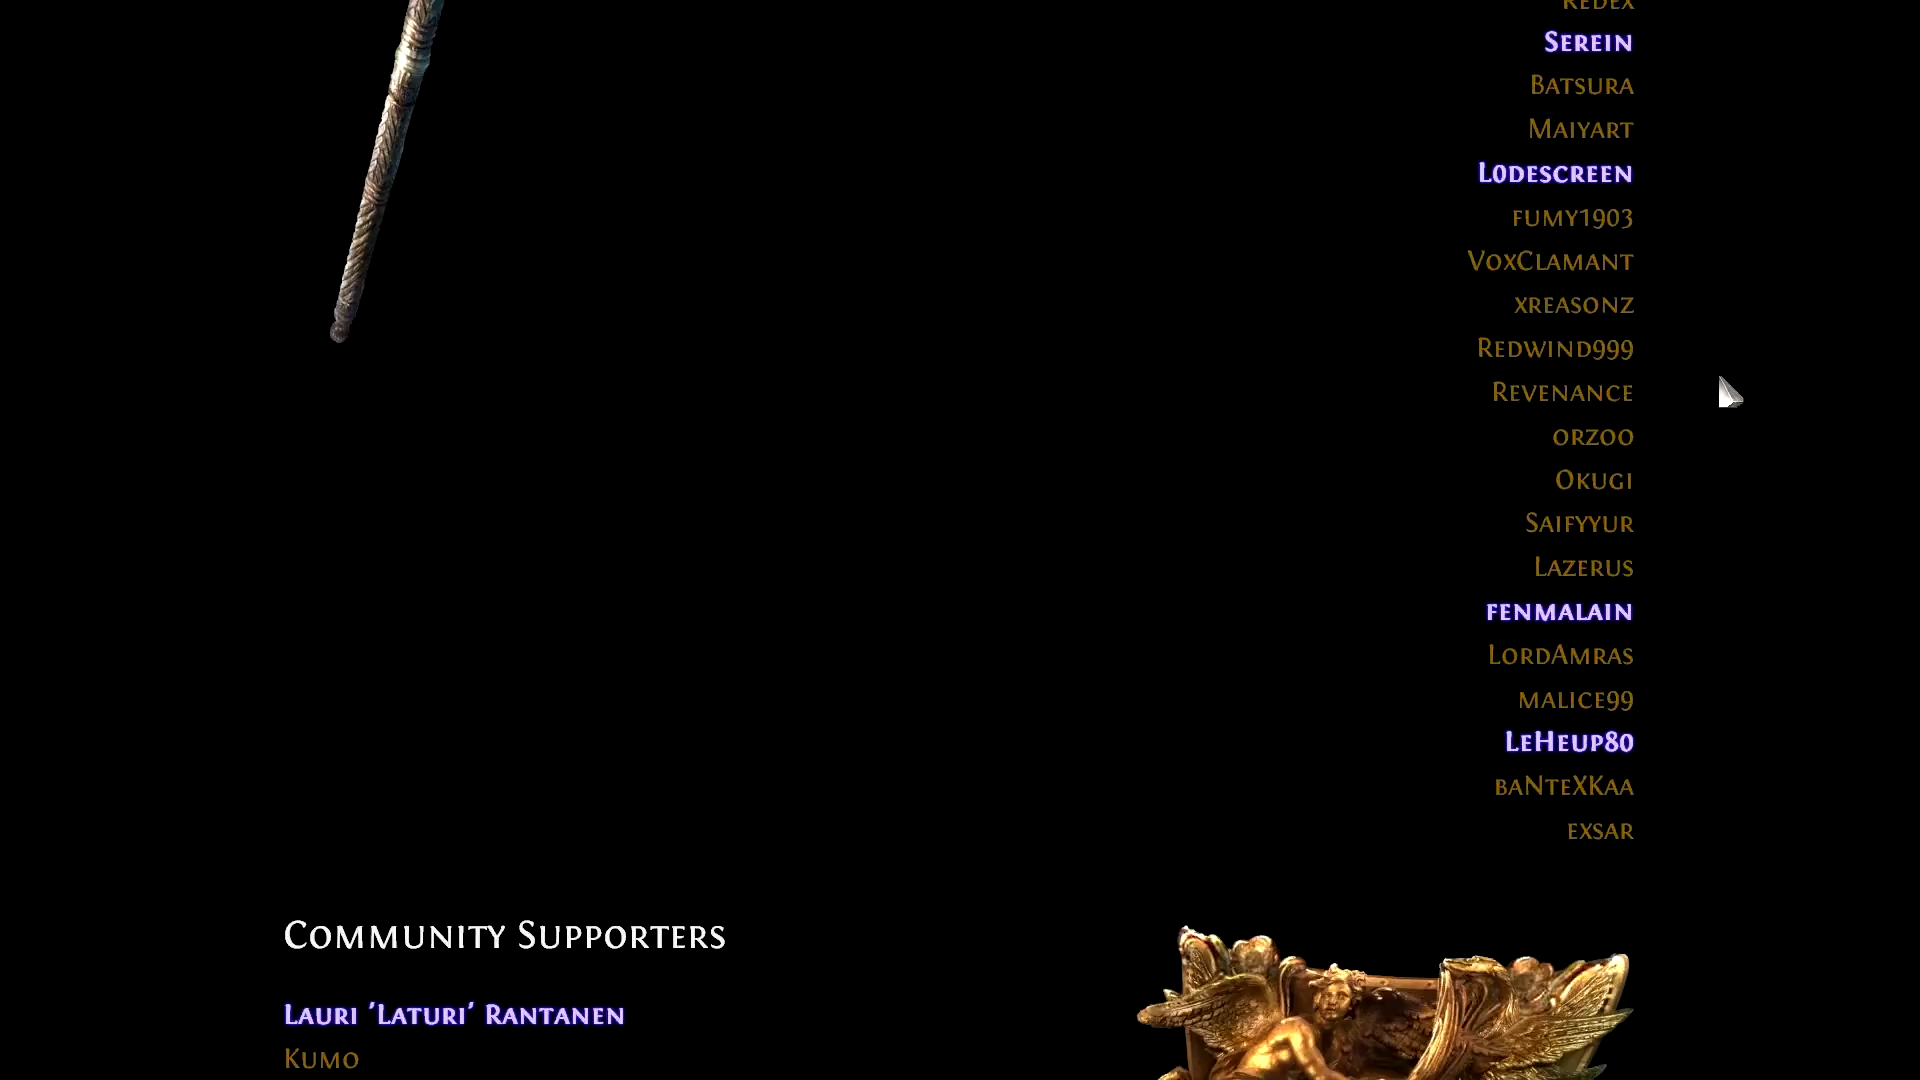 Redex
Serein
Batsura
Maiyart
L0descreen
fumy1903
VoxClamant
xreasonz
Redwind999
Revenance
orzoo
Okugi
Saifyyur
Lazerus
fenmalain
LordAmras
malice99
LeHeup80
baNteXKaa
exsar
Community Supporters
Lauri 'Laturi' Rantanen
Kumo